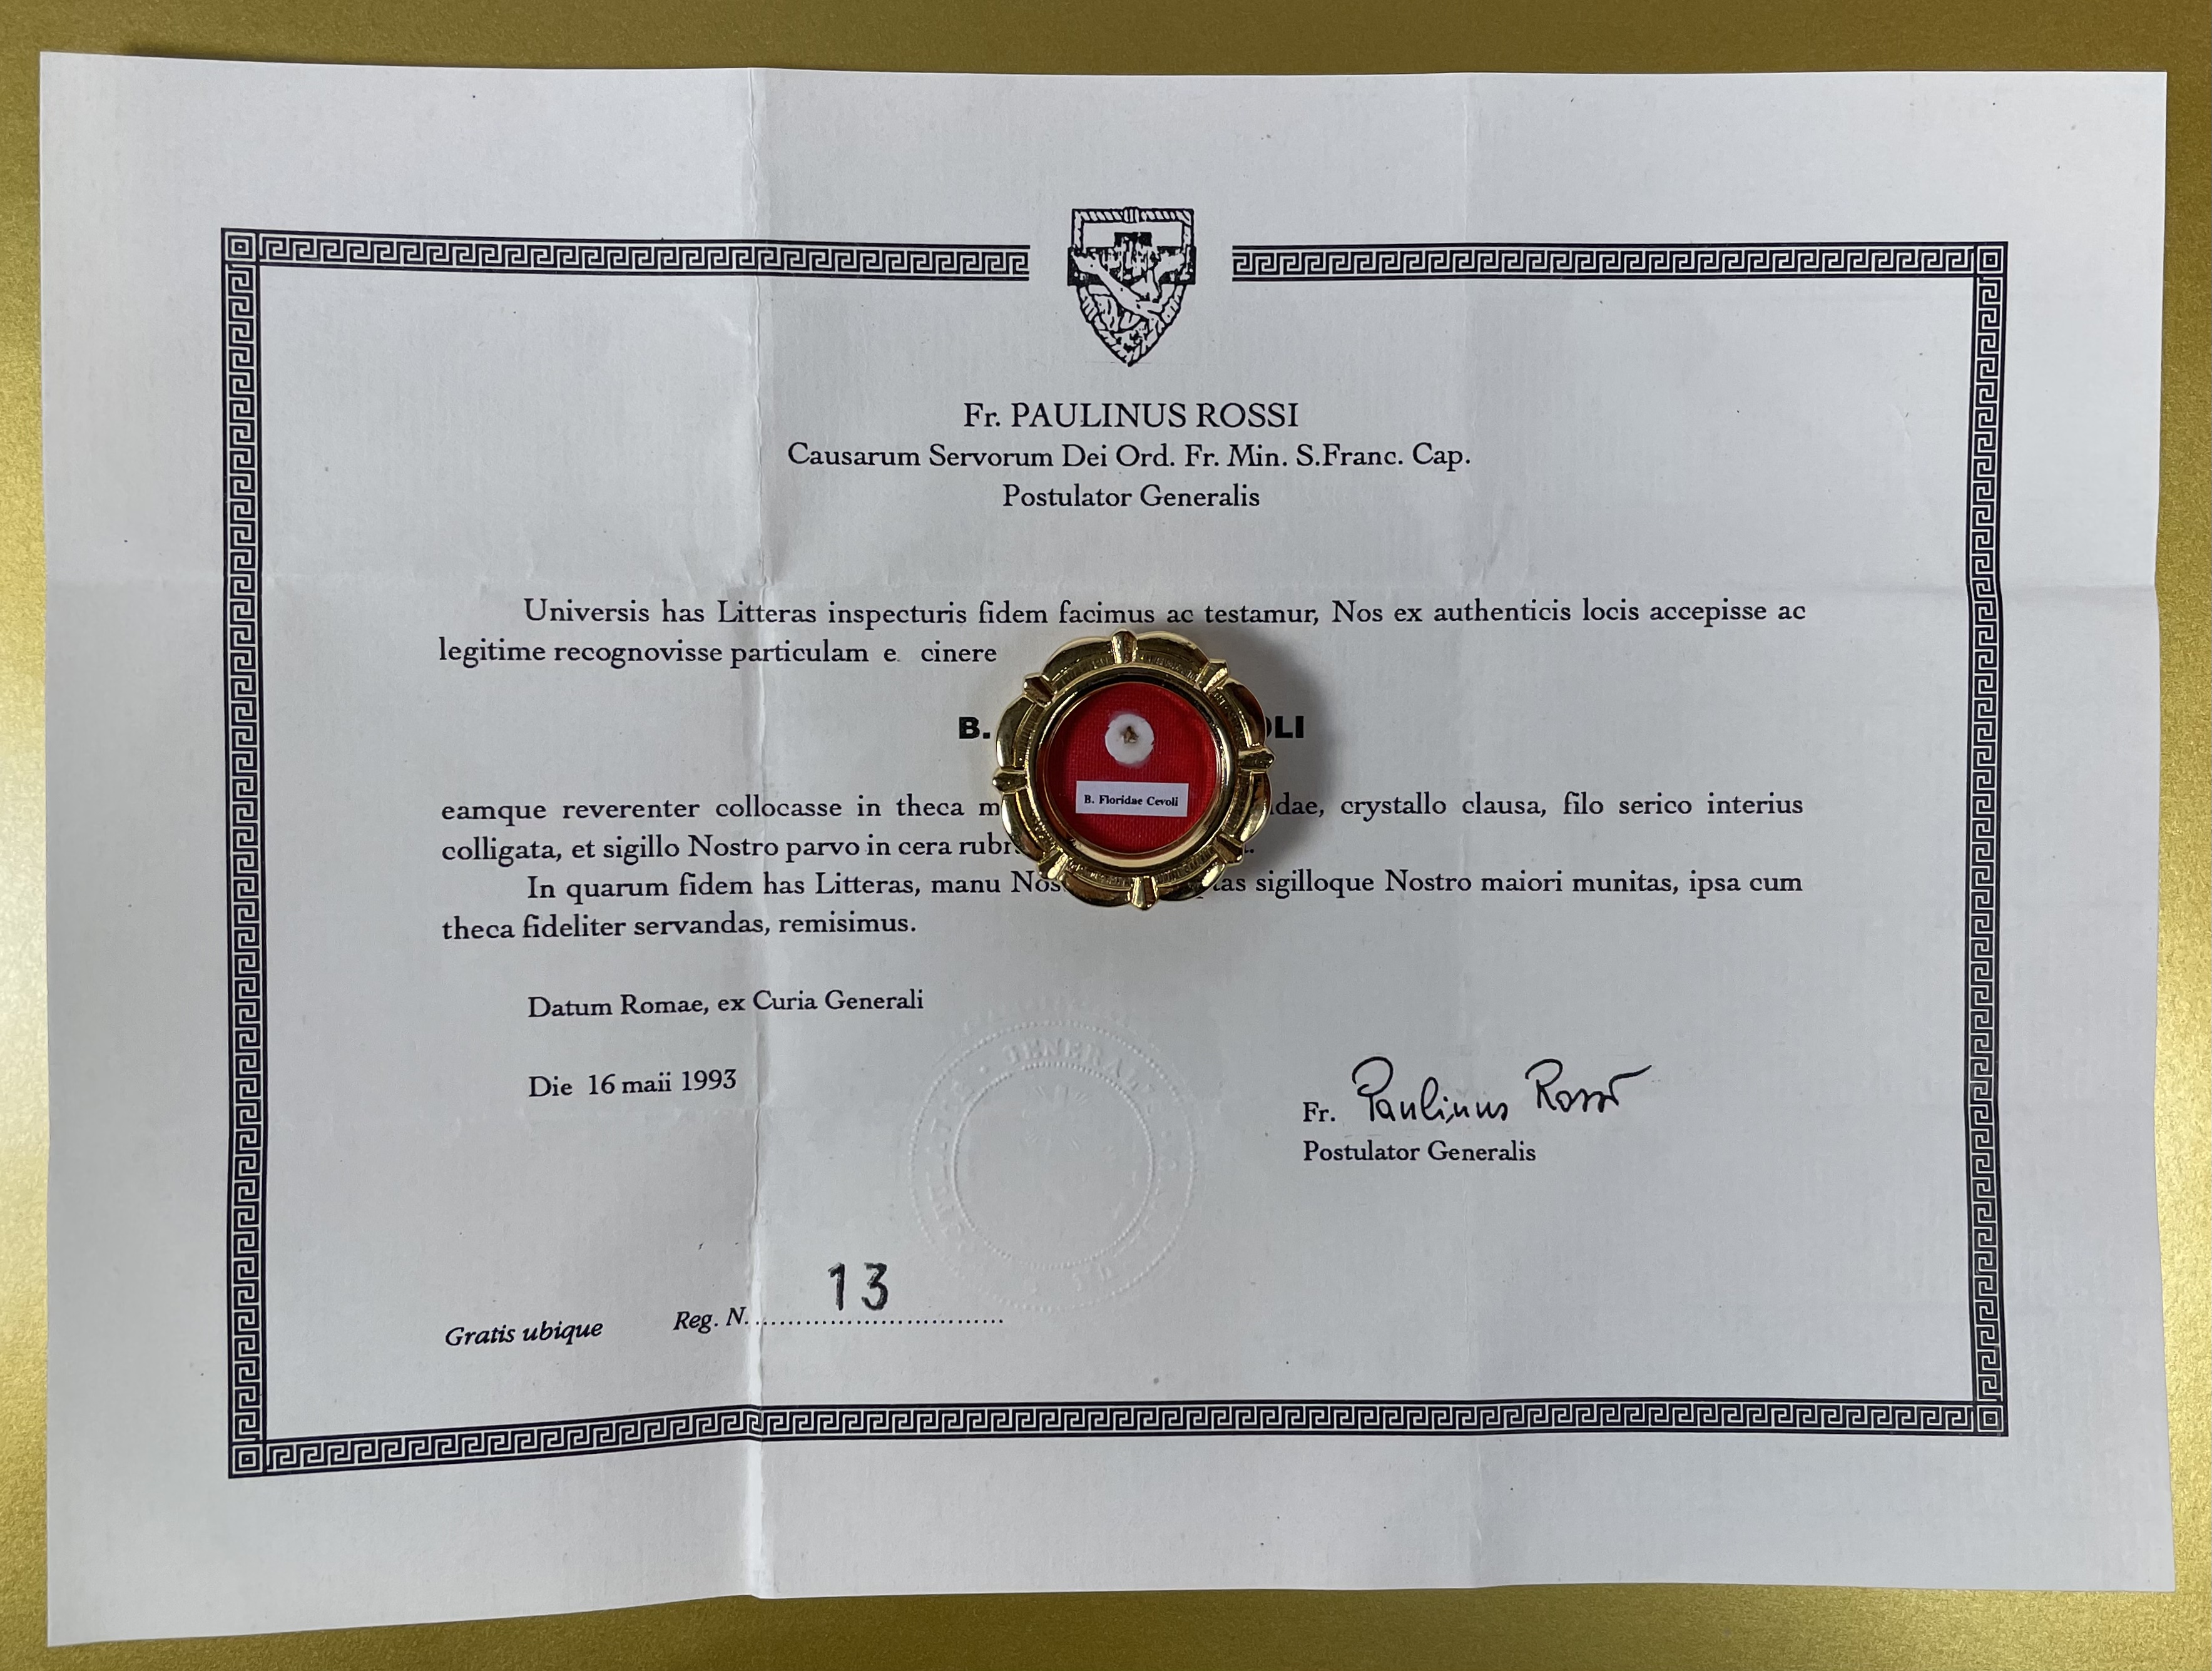 Fr. PAULINUS ROSSI
Causarum Servorum Dei Ord. Fr. Min. S.Franc. Cap.
Postulator Generalis
Universis has Litteras inspecturis fidem facimus ac testamur, Nos ex authenticis locis accepisse ac
legitime recognovisse particulam e cinere
B.
B. Floridae Cevoli
eamque reverenter collocasse in theca crystallo clausa, filo serico interius
colligata, et sigillo Nostro parvo in cera
In quarum fidem has Litteras, manu sigilloque Nostro maiori munitas, ipsa cum
theca fideliter servandas, remisimus.
Datum Romae, ex Curia Generali
Die 16 maii 1993
GENERAL
Fr. Paulinus Rossi
Postulator Generalis
Gratis ubique Reg. N. 13